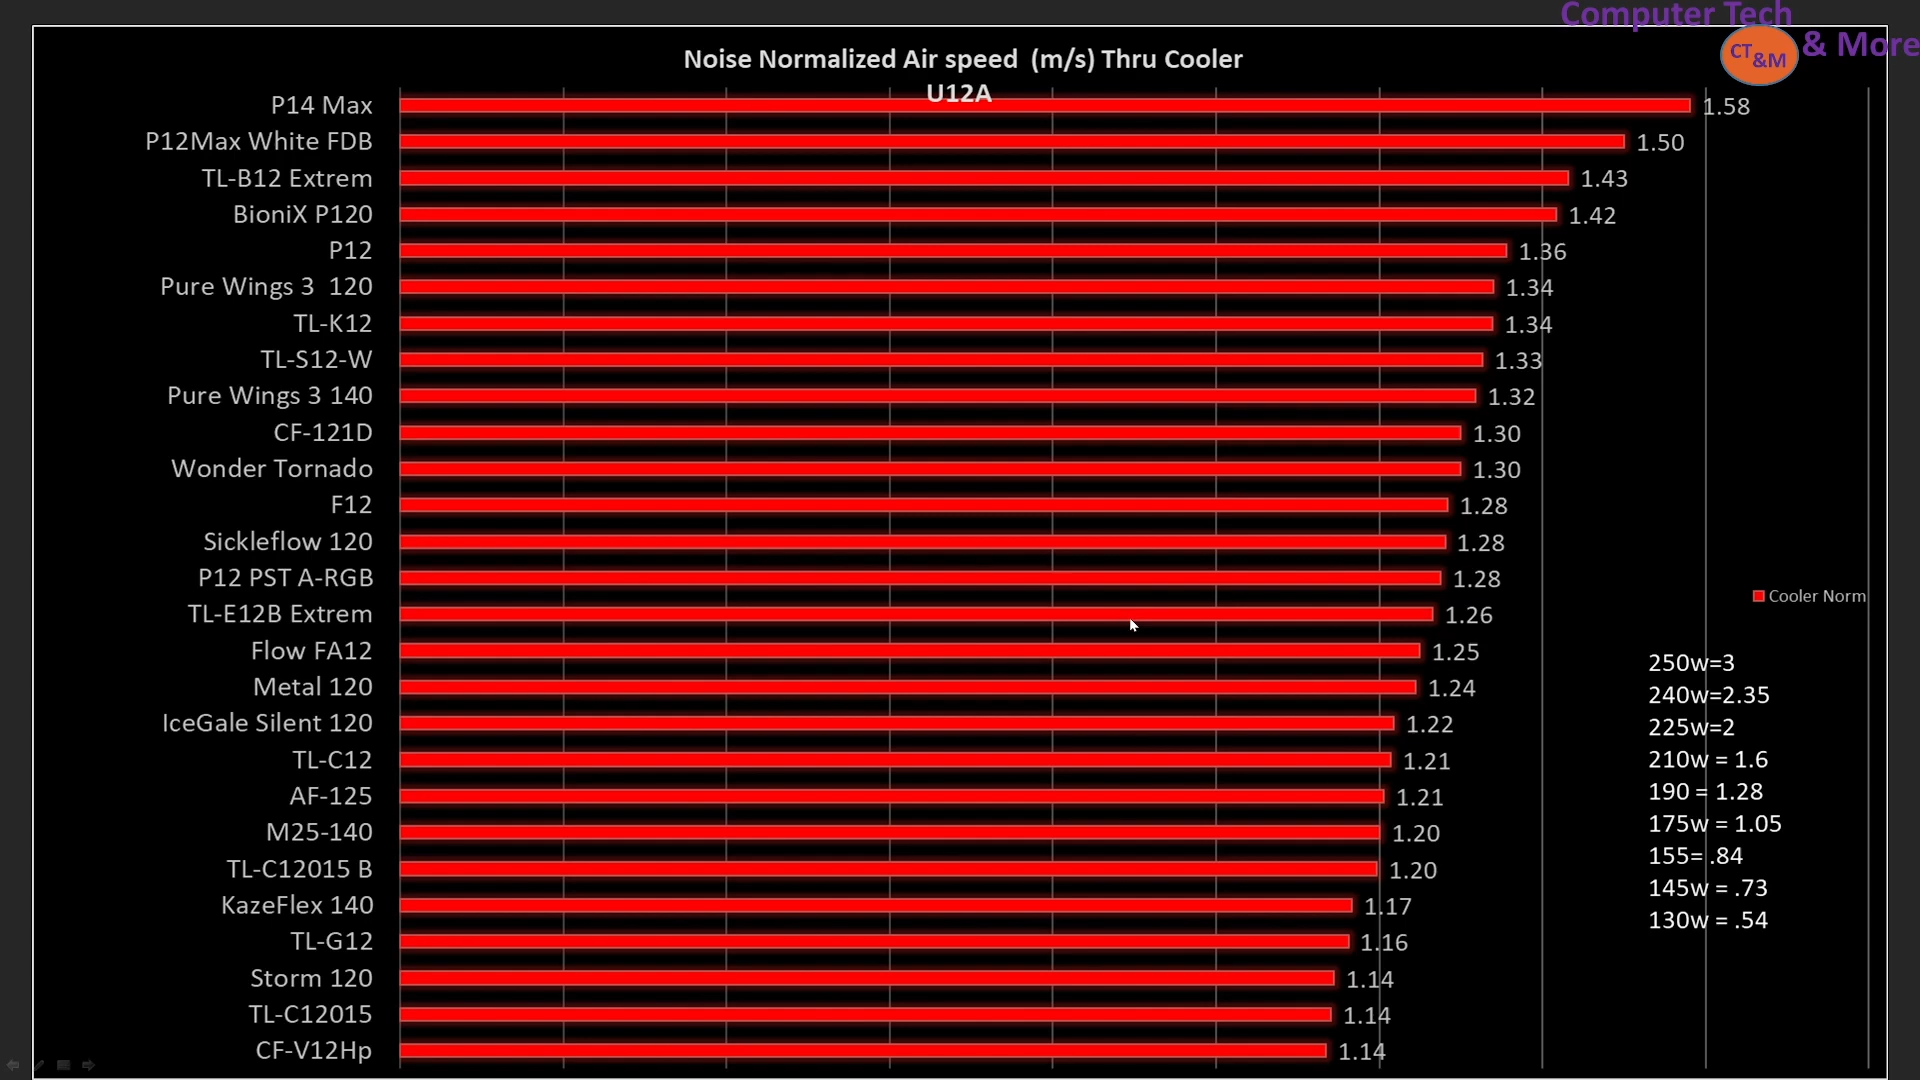 Computer Tech
& More
CT
&M
Noise Normalized Air speed (m/s) Thru Cooler
U12A
P14 Max 1.58
P12Max White FDB 1.50
TL-B12 Extrem 1.43
BioniX P120 1.42
P12 1.36
Pure Wings 3 120 1.34
TL-K12 1.34
TL-S12-W 1.33
Pure Wings 3 140 1.32
CF-121D 1.30
Wonder Tornado 1.30
F12 1.28
Sickleflow 120 1.28
P12 PST A-RGB 1.28
TL-E12B Extrem 1.26
Flow FA12 1.25
Metal 120 1.24
IceGale Silent 120 1.22
TL-C12 1.21
AF-125 1.21
M25-140 1.20
TL-C12015 B 1.20
KazeFlex 140 1.17
TL-G12 1.16
Storm 120 1.14
TL-C12015 1.14
CF-V12Hp 1.14
Cooler Norm
250w=3
240w=2.35
225w=2
210w = 1.6
190 = 1.28
175w = 1.05
155= .84
145w = .73
130w = .54